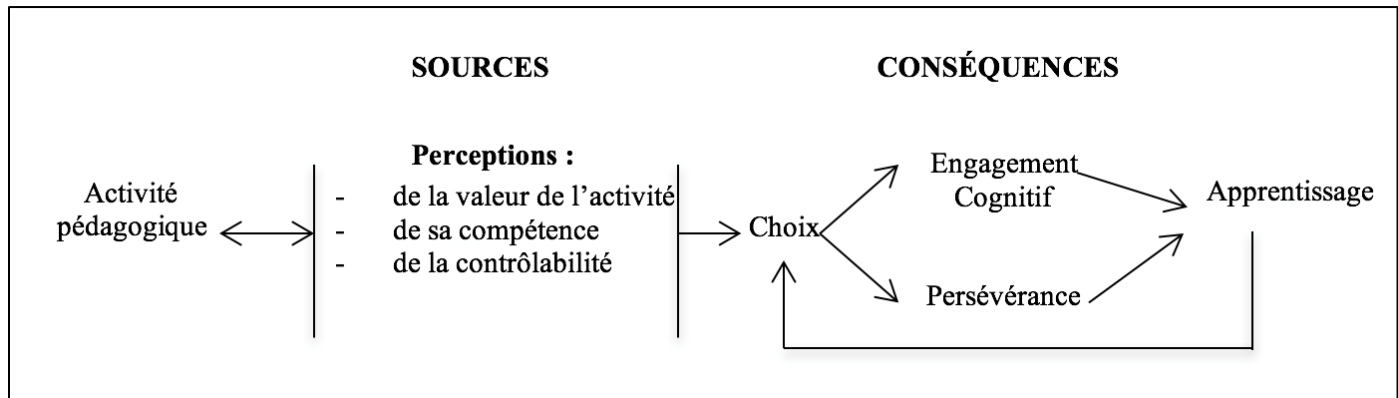 SOURCES
CONSÉQUENCES
Perceptions :
- de la valeur de l’activité
- de sa compétence
- de la contrôlabilité
Activité
pédagogique
Choix
Engagement
Cognitif
Persévérance
Apprentissage